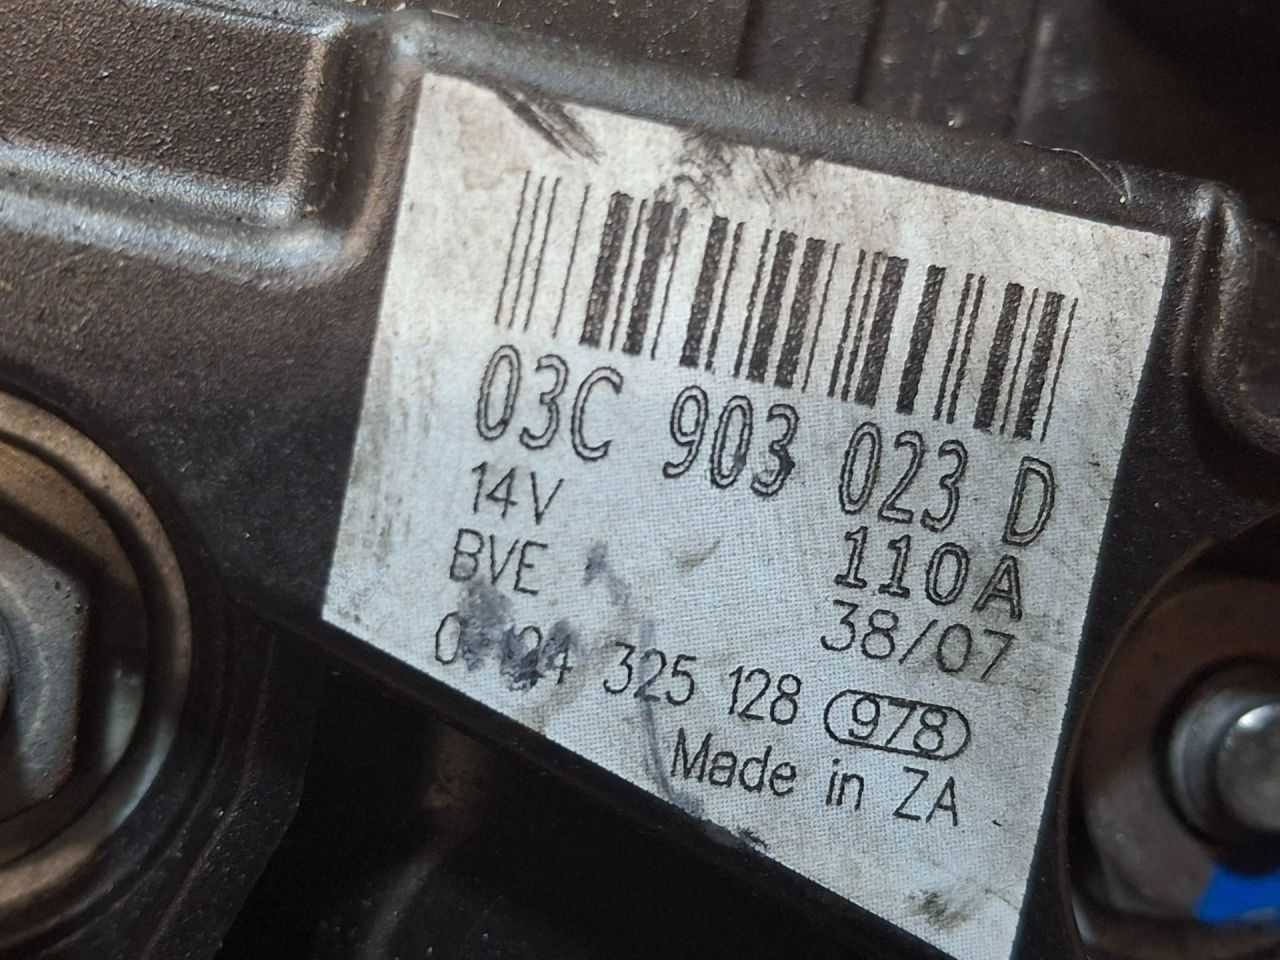 03C 903 023 D
14V 110A
BVE 38/07
325 128 978
Made in ZA